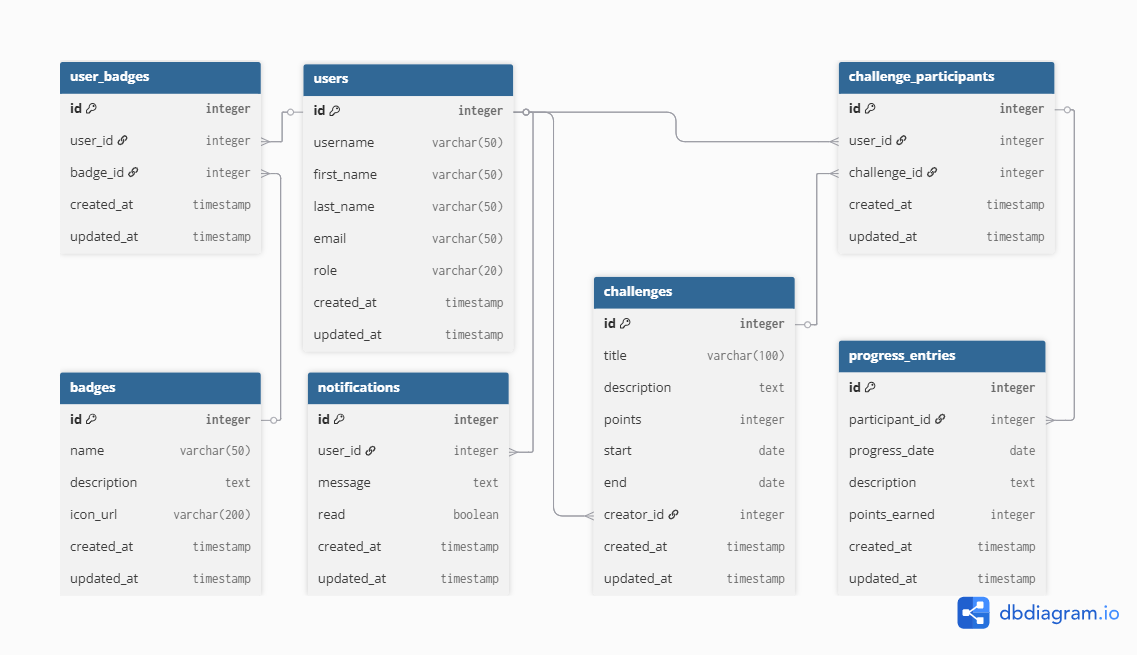 user_badges
id integer
user_id integer
badge_id integer
created_at timestamp
updated_at timestamp
users
id integer
username varchar(50)
first_name varchar(50)
last_name varchar(50)
email varchar(50)
role varchar(20)
created_at timestamp
updated_at timestamp
challenge_participants
id integer
user_id integer
challenge_id integer
created_at timestamp
updated_at timestamp
badges
id integer
name varchar(50)
description text
icon_url varchar(200)
created_at timestamp
updated_at timestamp
notifications
id integer
user_id integer
message text
read boolean
created_at timestamp
updated_at timestamp
challenges
id integer
title varchar(100)
description text
points integer
start date
end date
creator_id integer
created_at timestamp
updated_at timestamp
progress_entries
id integer
participant_id integer
progress_date date
description text
points_earned integer
created_at timestamp
updated_at timestamp
dbdiagram.io